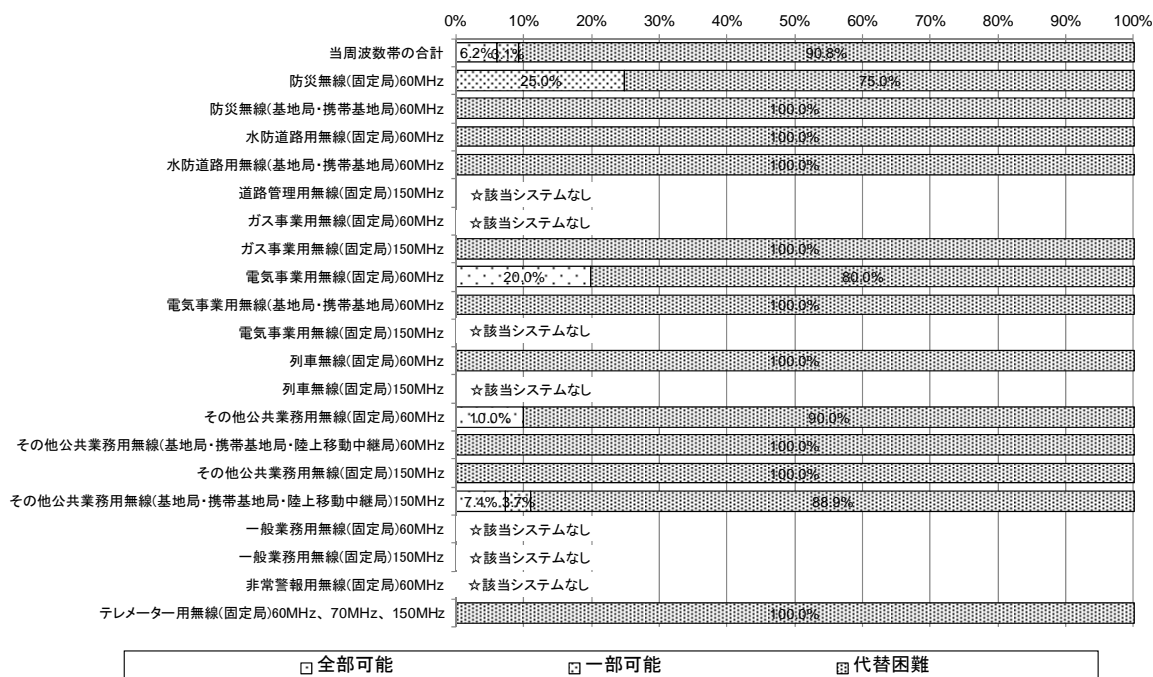 0% 10% 20% 30% 40% 50% 60% 70% 80% 90% 100%
当周波数帯の合計 6.2% 3.1% 90.8%
防災無線(固定局)60MHz 25.0% 75.0%
防災無線(基地局・携帯基地局)60MHz 100.0%
水防道路用無線(固定局)60MHz 100.0%
水防道路用無線(基地局・携帯基地局)60MHz 100.0%
道路管理用無線(固定局)150MHz ☆該当システムなし
ガス事業用無線(固定局)60MHz ☆該当システムなし
ガス事業用無線(固定局)150MHz 100.0%
電気事業用無線(固定局)60MHz 20.0% 80.0%
電気事業用無線(基地局・携帯基地局)60MHz 100.0%
電気事業用無線(固定局)150MHz ☆該当システムなし
列車無線(固定局)60MHz 100.0%
列車無線(固定局)150MHz ☆該当システムなし
その他公共業務用無線(固定局)60MHz 10.0% 90.0%
その他公共業務用無線(基地局・携帯基地局・陸上移動中継局)60MHz 100.0%
その他公共業務用無線(固定局)150MHz 100.0%
その他公共業務用無線(基地局・携帯基地局・陸上移動中継局)150MHz 7.4% 3.7% 88.9%
一般業務用無線(固定局)60MHz ☆該当システムなし
一般業務用無線(固定局)150MHz ☆該当システムなし
非常警報用無線(固定局)60MHz ☆該当システムなし
テレメーター用無線(固定局)60MHz、70MHz、150MHz 100.0%
全部可能 一部可能 代替困難